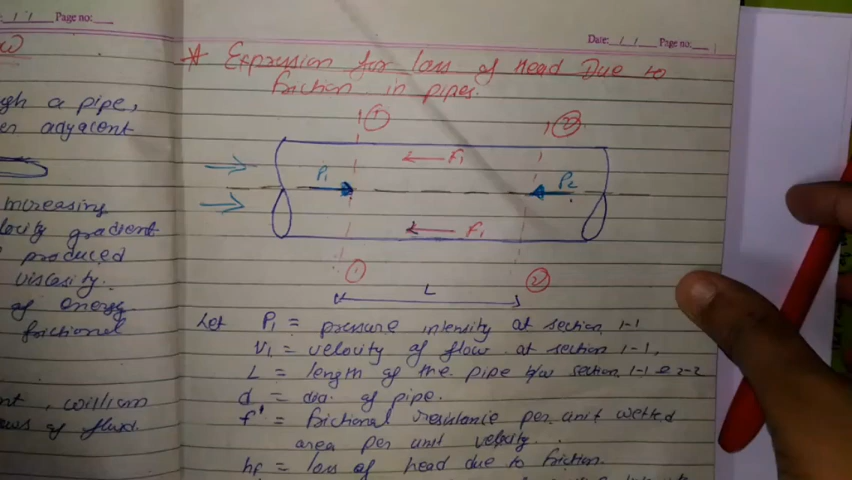 Page no:
Date: Page no:
* Expression for loss of Head Due to
friction in pipes.
gh a pipe,
adjacent
increasing
locity gradient
produced
viscosity.
of energy
frictional
willism
ws of fluid.
① ②
F₁
P₁ P₂
F₁
① ②
L
Let P₁ = pressure intensity at section 1-1
V₁ = velocity of flow at section 1-1,
L = length of the pipe b/w section 1-1 & 2-2
d = dia. of pipe.
f' = frictional resistance per unit wetted
area per unit velocity.
hf = loss of head due to friction.